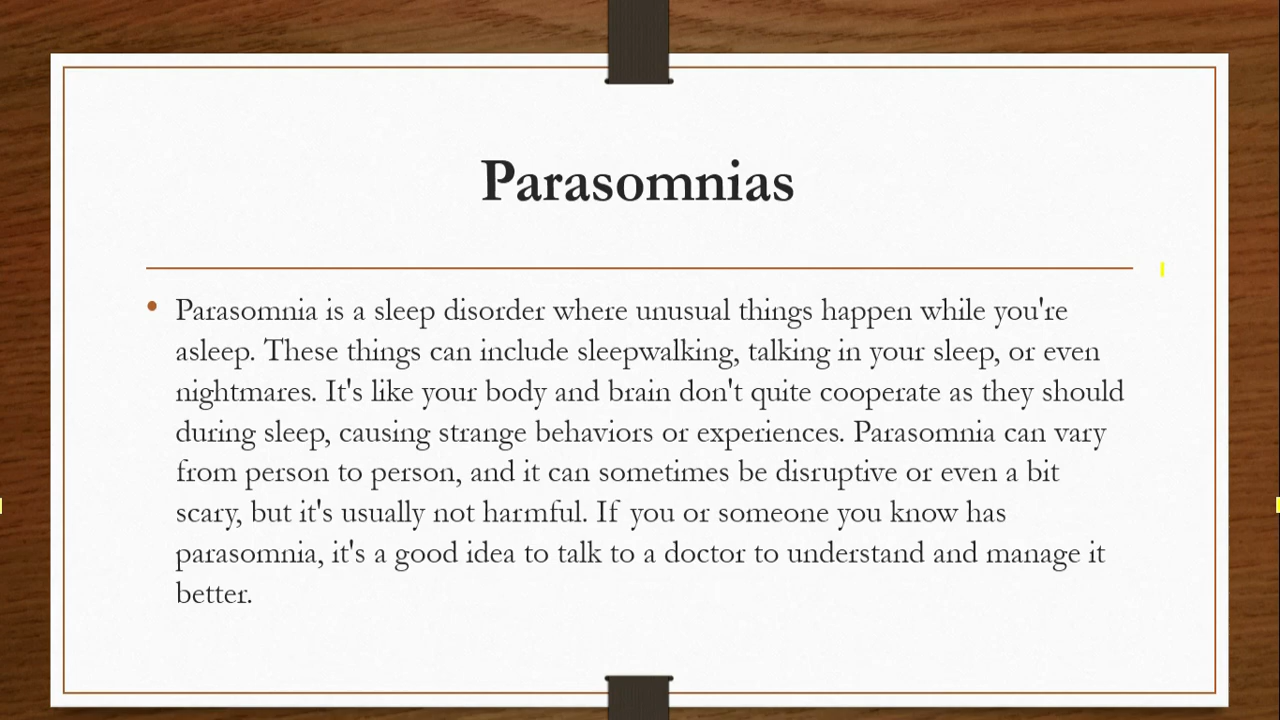 Parasomnias
• Parasomnia is a sleep disorder where unusual things happen while you're
asleep. These things can include sleepwalking, talking in your sleep, or even
nightmares. It's like your body and brain don't quite cooperate as they should
during sleep, causing strange behaviors or experiences. Parasomnia can vary
from person to person, and it can sometimes be disruptive or even a bit
scary, but it's usually not harmful. If you or someone you know has
parasomnia, it's a good idea to talk to a doctor to understand and manage it
better.